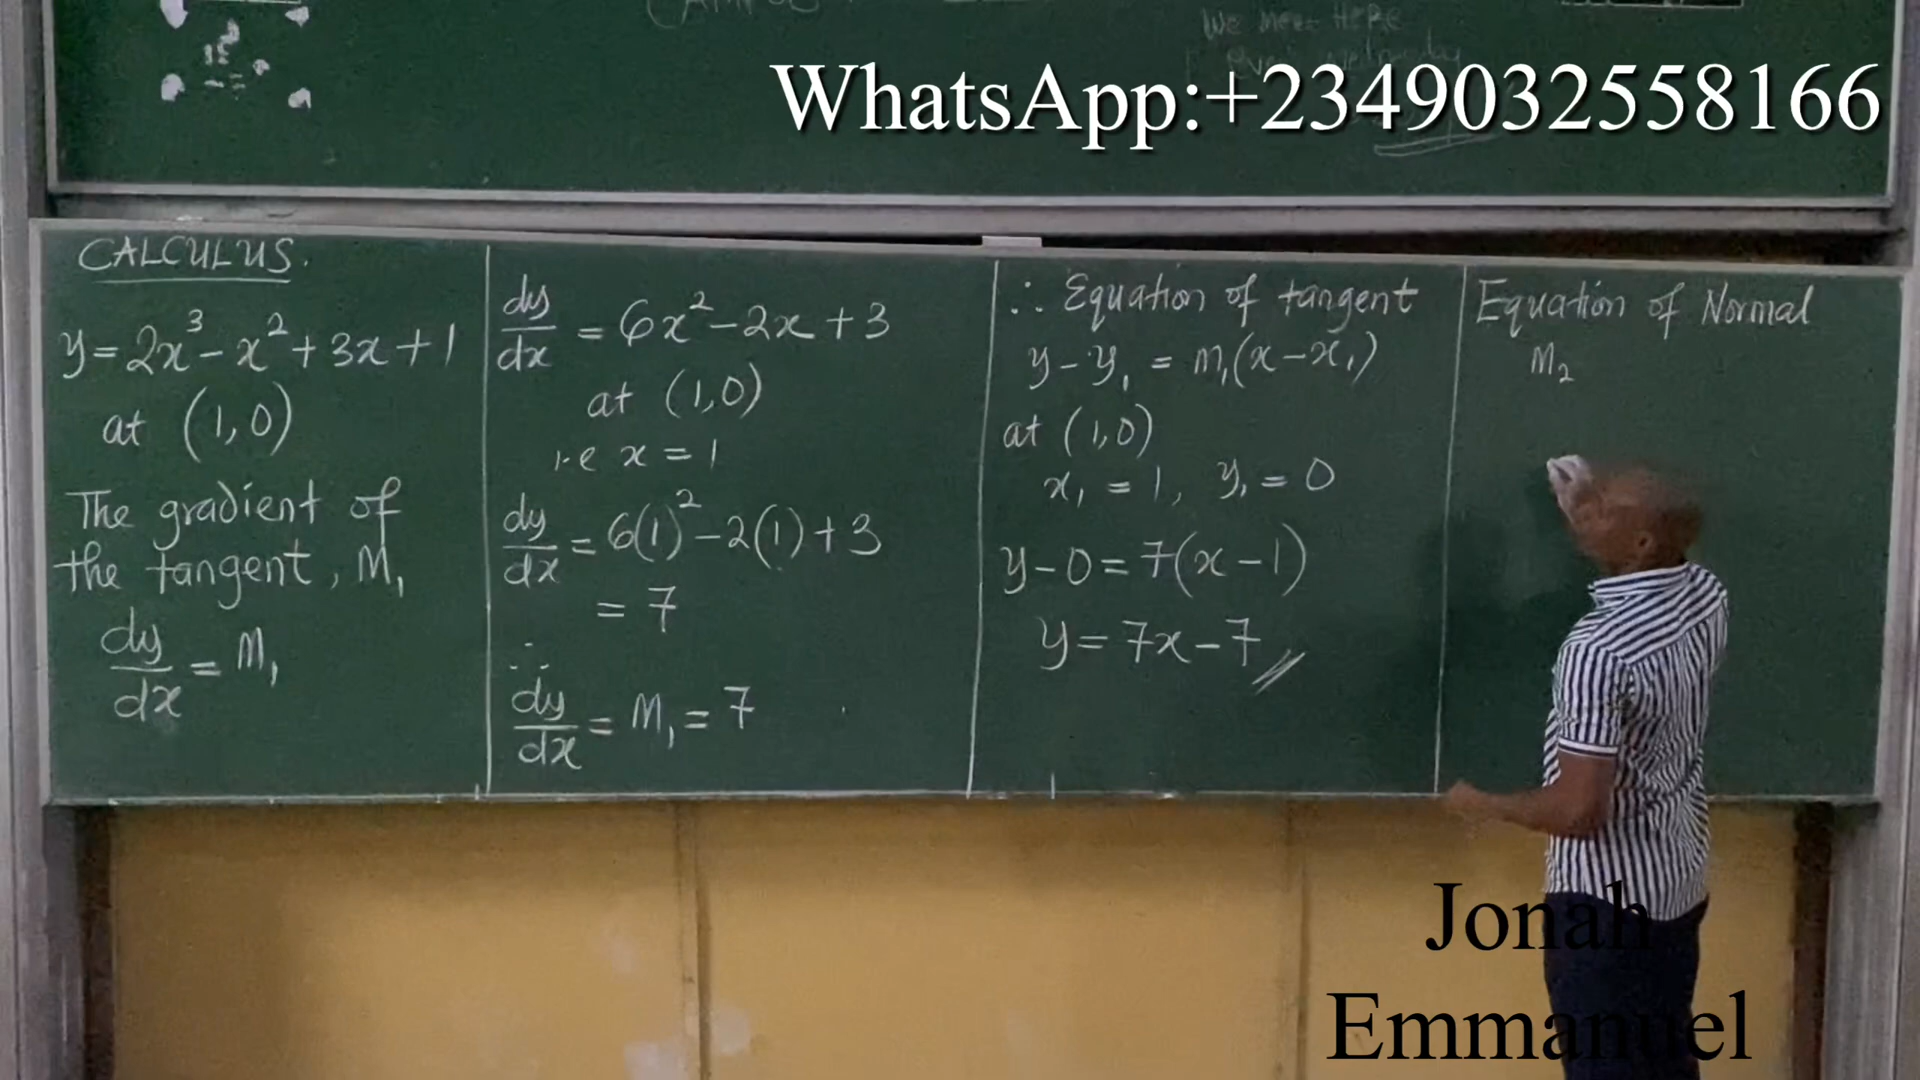 We meet HERE
WhatsApp:+2349032558166
CALCULUS.
y=2x³-x²+3x+1
at (1,0)
The gradient of
the tangent, M₁
dy/dx = M₁
dy/dx = 6x²-2x+3
at (1,0)
i.e x = 1
dy/dx = 6(1)²-2(1)+3
= 7
∴
dy/dx = M₁ = 7
∴ Equation of tangent
y-y₁ = m₁(x-x₁)
at (1,0)
x₁ = 1, y₁ = 0
y-0=7(x-1)
y=7x-7
Equation of Normal
M₂
Jonah
Emmanuel